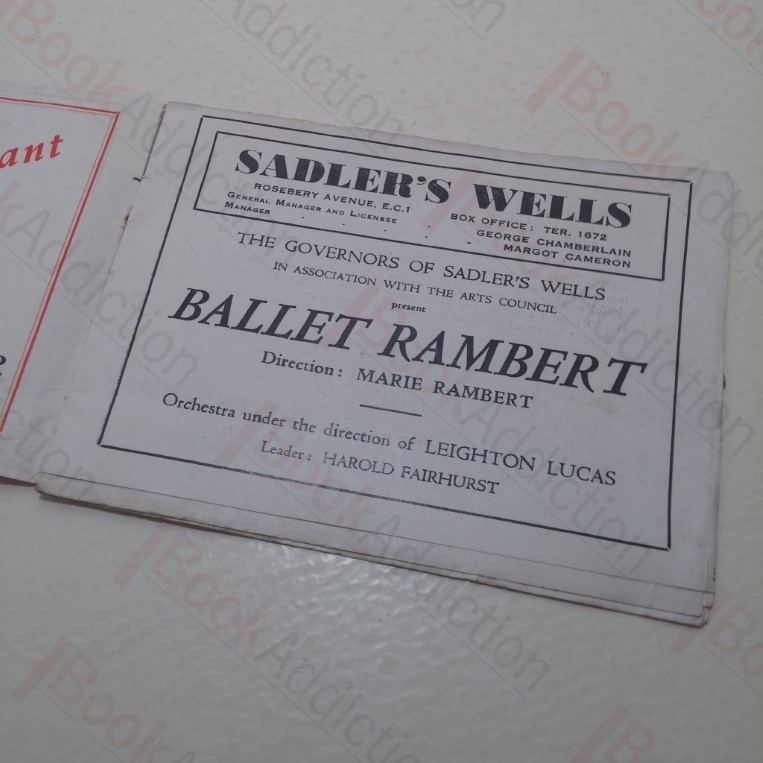 ant
SADLER'S WELLS
ROSEBERY AVENUE, E.C.1
BOX OFFICE: TER. 1672
GENERAL MANAGER AND LICENSEE . . . GEORGE CHAMBERLAIN
MANAGER . . . . . . MARGOT CAMERON
THE GOVERNORS OF SADLER'S WELLS
IN ASSOCIATION WITH THE ARTS COUNCIL
present
BALLET RAMBERT
Direction: MARIE RAMBERT
Orchestra under the direction of LEIGHTON LUCAS
Leader: HAROLD FAIRHURST
BookAddiction